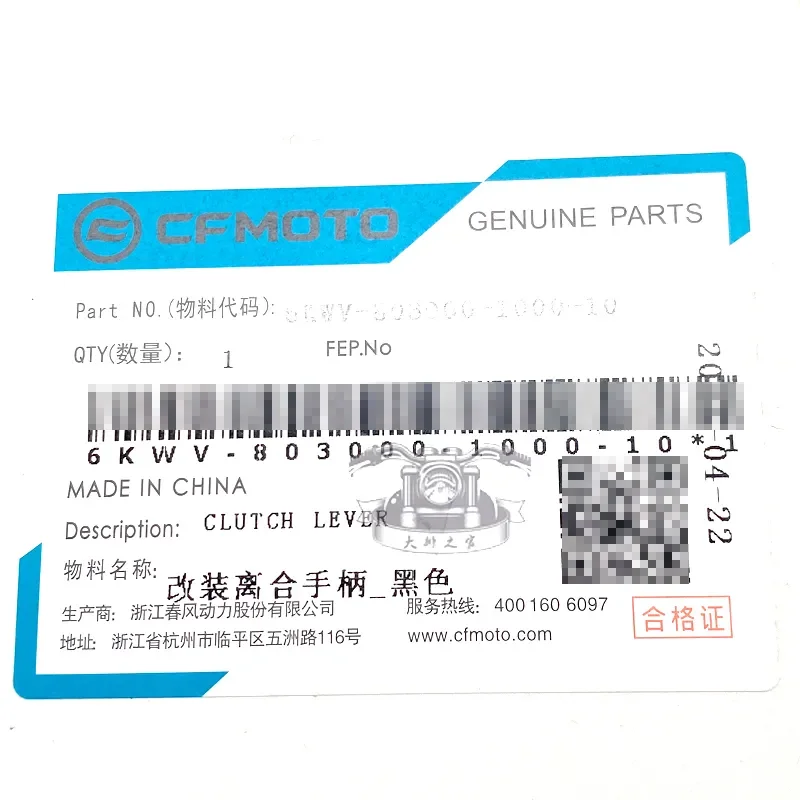 CFMOTO
GENUINE PARTS
Part NO.(物料代码): 6KWV-803000-1000-10
QTY(数量): 1 FEP.No
6KWV-803000-1000-10*1
MADE IN CHINA
Description: CLUTCH LEVER
物料名称: 改装离合手柄_黑色
生产商: 浙江春风动力股份有限公司 服务热线: 400 160 6097
地址: 浙江省杭州市临平区五洲路116号 www.cfmoto.com
合格证
-04-22